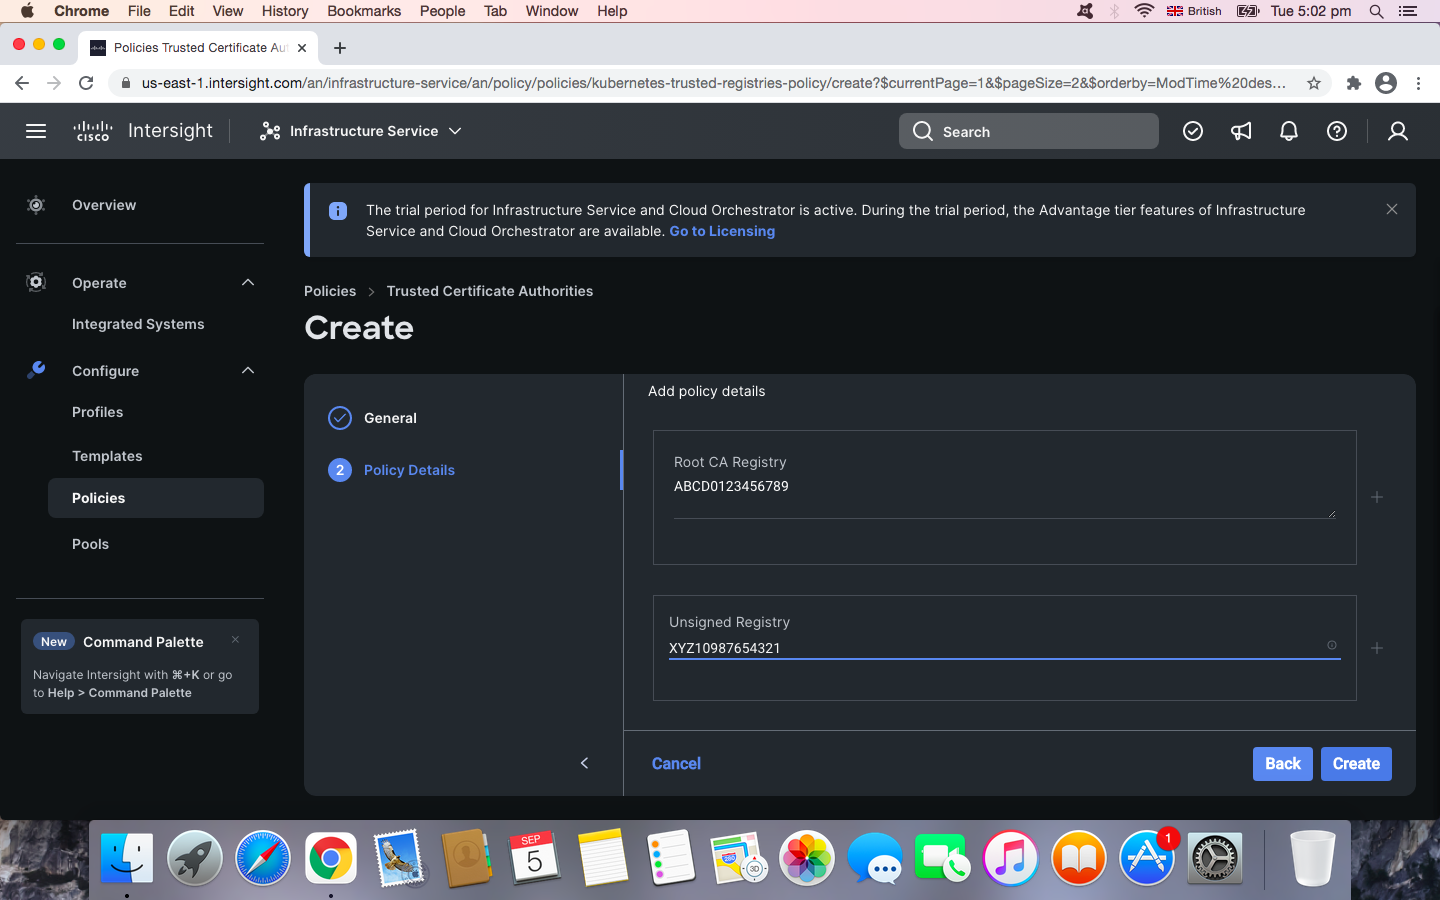 Chrome File Edit View History Bookmarks People Tab Window Help British Tue 5:02 pm
Policies Trusted Certificate Aut
us-east-1.intersight.com/an/infrastructure-service/an/policy/policies/kubernetes-trusted-registries-policy/create?$currentPage=1&$pageSize=2&$orderby=ModTime%20des...
CISCO Intersight Infrastructure Service Search
Overview
Operate
Integrated Systems
Configure
Profiles
Templates
Policies
Pools
New Command Palette
Navigate Intersight with ⌘+K or go
to Help > Command Palette
The trial period for Infrastructure Service and Cloud Orchestrator is active. During the trial period, the Advantage tier features of Infrastructure
Service and Cloud Orchestrator are available. Go to Licensing
Policies > Trusted Certificate Authorities
Create
General
2 Policy Details
Add policy details
Root CA Registry
ABCD0123456789
Unsigned Registry
XYZ10987654321
Cancel Back Create
SEP
5
280
3D
1